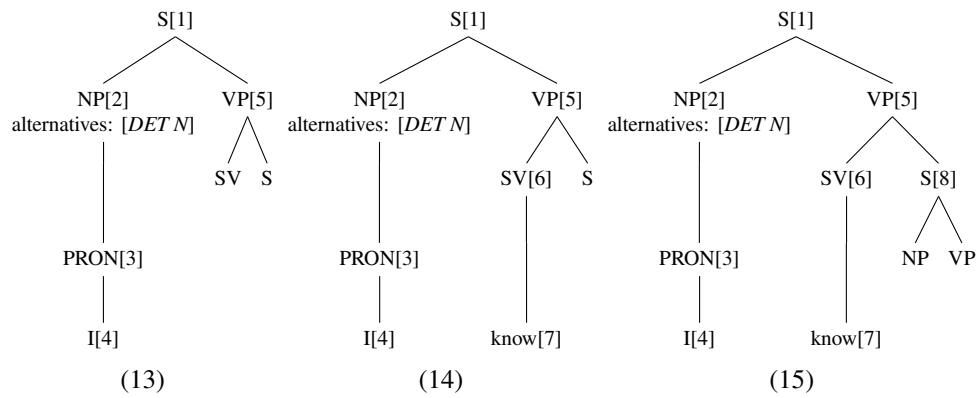 S[1] S[1] S[1]
NP[2] VP[5] NP[2] VP[5] NP[2] VP[5]
alternatives: [DET N] alternatives: [DET N] alternatives: [DET N]
SV S SV[6] S SV[6] S[8]
PRON[3] PRON[3] PRON[3] NP VP
I[4] I[4] know[7] I[4] know[7]
(13) (14) (15)